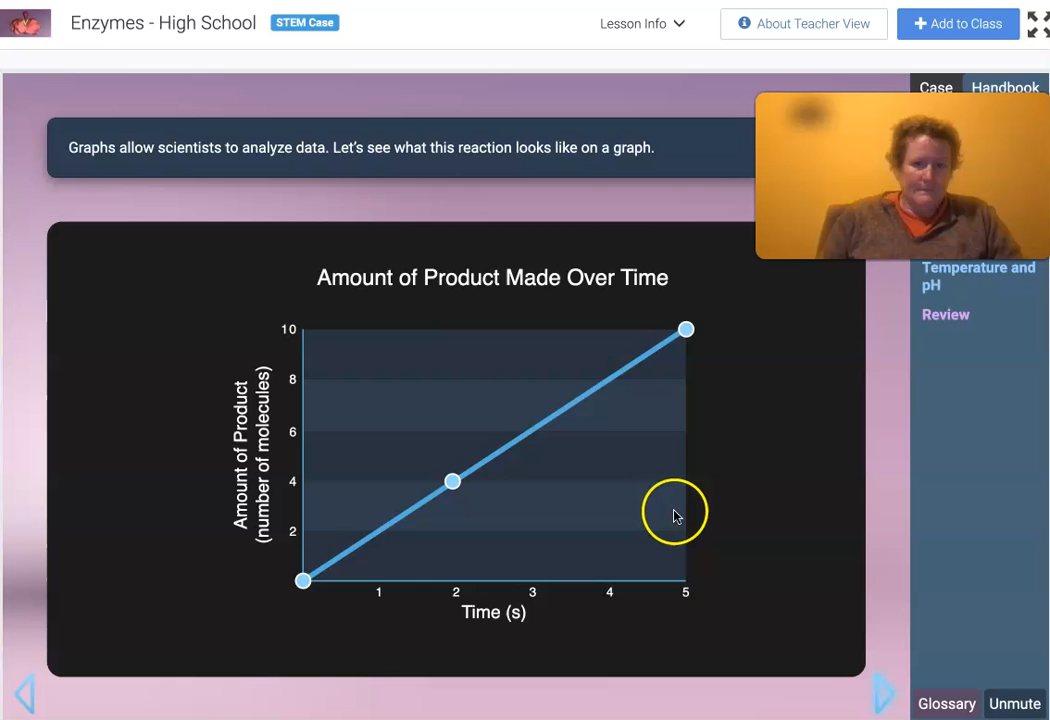 Enzymes - High School STEM Case Lesson Info About Teacher View + Add to Class
Case Handbook
Graphs allow scientists to analyze data. Let's see what this reaction looks like on a graph.
Temperature and
pH
Review
Amount of Product Made Over Time
Amount of Product
(number of molecules)
10
8
6
4
2
1 2 3 4 5
Time (s)
Glossary Unmute